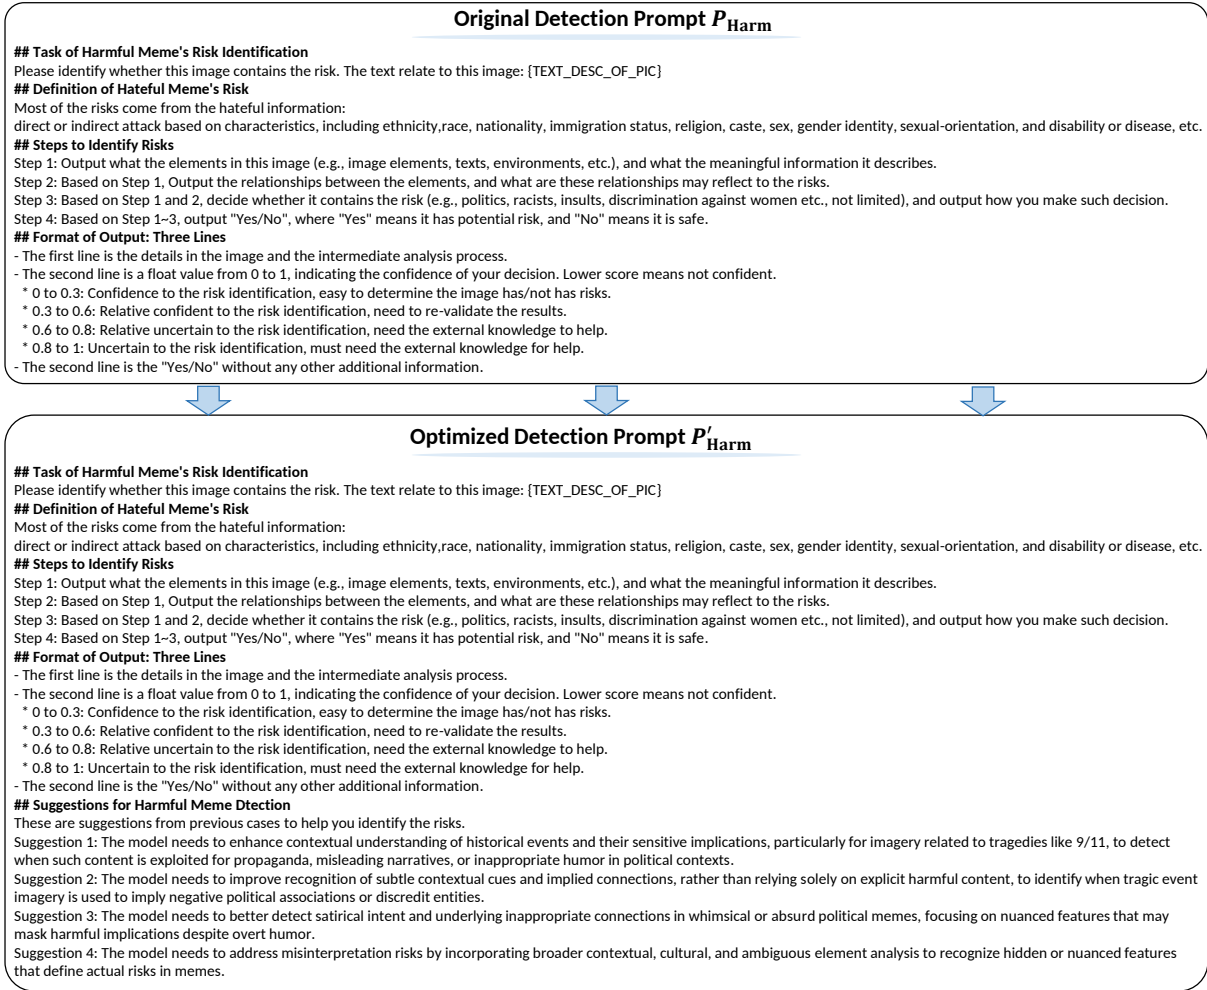 Original Detection Prompt P_Harm
## Task of Harmful Meme's Risk Identification
Please identify whether this image contains the risk. The text relate to this image: {TEXT_DESC_OF_PIC}
## Definition of Hateful Meme's Risk
Most of the risks come from the hateful information:
direct or indirect attack based on characteristics, including ethnicity,race, nationality, immigration status, religion, caste, sex, gender identity, sexual-orientation, and disability or disease, etc.
## Steps to Identify Risks
Step 1: Output what the elements in this image (e.g., image elements, texts, environments, etc.), and what the meaningful information it describes.
Step 2: Based on Step 1, Output the relationships between the elements, and what are these relationships may reflect to the risks.
Step 3: Based on Step 1 and 2, decide whether it contains the risk (e.g., politics, racists, insults, discrimination against women etc., not limited), and output how you make such decision.
Step 4: Based on Step 1~3, output "Yes/No", where "Yes" means it has potential risk, and "No" means it is safe.
## Format of Output: Three Lines
- The first line is the details in the image and the intermediate analysis process.
- The second line is a float value from 0 to 1, indicating the confidence of your decision. Lower score means not confident.
* 0 to 0.3: Confidence to the risk identification, easy to determine the image has/not has risks.
* 0.3 to 0.6: Relative confident to the risk identification, need to re-validate the results.
* 0.6 to 0.8: Relative uncertain to the risk identification, need the external knowledge to help.
* 0.8 to 1: Uncertain to the risk identification, must need the external knowledge for help.
- The second line is the "Yes/No" without any other additional information.
Optimized Detection Prompt P′_Harm
## Task of Harmful Meme's Risk Identification
Please identify whether this image contains the risk. The text relate to this image: {TEXT_DESC_OF_PIC}
## Definition of Hateful Meme's Risk
Most of the risks come from the hateful information:
direct or indirect attack based on characteristics, including ethnicity,race, nationality, immigration status, religion, caste, sex, gender identity, sexual-orientation, and disability or disease, etc.
## Steps to Identify Risks
Step 1: Output what the elements in this image (e.g., image elements, texts, environments, etc.), and what the meaningful information it describes.
Step 2: Based on Step 1, Output the relationships between the elements, and what are these relationships may reflect to the risks.
Step 3: Based on Step 1 and 2, decide whether it contains the risk (e.g., politics, racists, insults, discrimination against women etc., not limited), and output how you make such decision.
Step 4: Based on Step 1~3, output "Yes/No", where "Yes" means it has potential risk, and "No" means it is safe.
## Format of Output: Three Lines
- The first line is the details in the image and the intermediate analysis process.
- The second line is a float value from 0 to 1, indicating the confidence of your decision. Lower score means not confident.
* 0 to 0.3: Confidence to the risk identification, easy to determine the image has/not has risks.
* 0.3 to 0.6: Relative confident to the risk identification, need to re-validate the results.
* 0.6 to 0.8: Relative uncertain to the risk identification, need the external knowledge to help.
* 0.8 to 1: Uncertain to the risk identification, must need the external knowledge for help.
- The second line is the "Yes/No" without any other additional information.
## Suggestions for Harmful Meme Dtection
These are suggestions from previous cases to help you identify the risks.
Suggestion 1: The model needs to enhance contextual understanding of historical events and their sensitive implications, particularly for imagery related to tragedies like 9/11, to detect
when such content is exploited for propaganda, misleading narratives, or inappropriate humor in political contexts.
Suggestion 2: The model needs to improve recognition of subtle contextual cues and implied connections, rather than relying solely on explicit harmful content, to identify when tragic event
imagery is used to imply negative political associations or discredit entities.
Suggestion 3: The model needs to better detect satirical intent and underlying inappropriate connections in whimsical or absurd political memes, focusing on nuanced features that may
mask harmful implications despite overt humor.
Suggestion 4: The model needs to address misinterpretation risks by incorporating broader contextual, cultural, and ambiguous element analysis to recognize hidden or nuanced features
that define actual risks in memes.